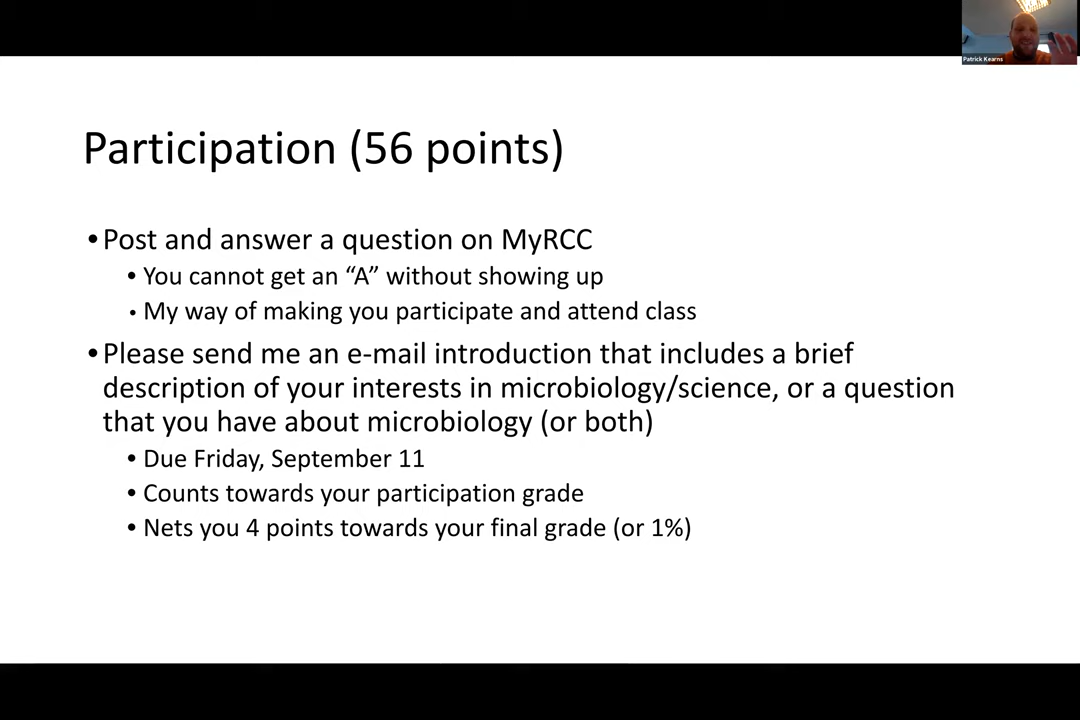 Patrick Kearns
Participation (56 points)
•Post and answer a question on MyRCC
• You cannot get an “A” without showing up
• My way of making you participate and attend class
•Please send me an e-mail introduction that includes a brief
description of your interests in microbiology/science, or a question
that you have about microbiology (or both)
• Due Friday, September 11
• Counts towards your participation grade
• Nets you 4 points towards your final grade (or 1%)